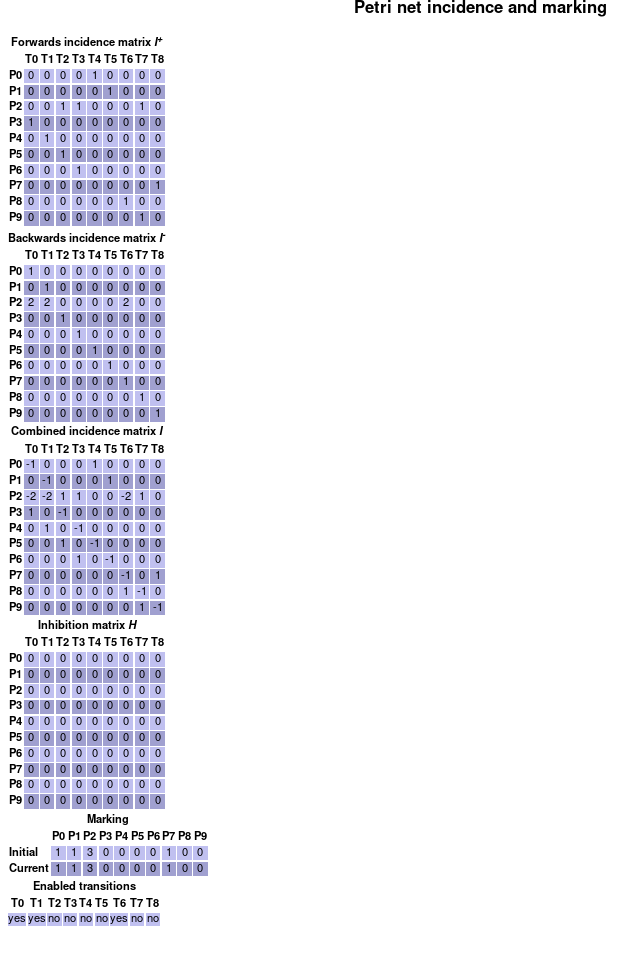 Petri net incidence and marking
Forwards incidence matrix I+
T0 T1 T2 T3 T4 T5 T6 T7 T8
P0 0 0 0 0 1 0 0 0 0
P1 0 0 0 0 0 1 0 0 0
P2 0 0 1 1 0 0 0 1 0
P3 1 0 0 0 0 0 0 0 0
P4 0 1 0 0 0 0 0 0 0
P5 0 0 1 0 0 0 0 0 0
P6 0 0 0 1 0 0 0 0 0
P7 0 0 0 0 0 0 0 0 1
P8 0 0 0 0 0 0 1 0 0
P9 0 0 0 0 0 0 0 1 0
Backwards incidence matrix I-
T0 T1 T2 T3 T4 T5 T6 T7 T8
P0 1 0 0 0 0 0 0 0 0
P1 0 1 0 0 0 0 0 0 0
P2 2 2 0 0 0 0 2 0 0
P3 0 0 1 0 0 0 0 0 0
P4 0 0 0 1 0 0 0 0 0
P5 0 0 0 0 1 0 0 0 0
P6 0 0 0 0 0 1 0 0 0
P7 0 0 0 0 0 0 1 0 0
P8 0 0 0 0 0 0 0 1 0
P9 0 0 0 0 0 0 0 0 1
Combined incidence matrix I
T0 T1 T2 T3 T4 T5 T6 T7 T8
P0 -1 0 0 0 1 0 0 0 0
P1 0 -1 0 0 0 1 0 0 0
P2 -2 -2 1 1 0 0 -2 1 0
P3 1 0 -1 0 0 0 0 0 0
P4 0 1 0 -1 0 0 0 0 0
P5 0 0 1 0 -1 0 0 0 0
P6 0 0 0 1 0 -1 0 0 0
P7 0 0 0 0 0 0 -1 0 1
P8 0 0 0 0 0 0 1 -1 0
P9 0 0 0 0 0 0 0 1 -1
Inhibition matrix H
T0 T1 T2 T3 T4 T5 T6 T7 T8
P0 0 0 0 0 0 0 0 0 0
P1 0 0 0 0 0 0 0 0 0
P2 0 0 0 0 0 0 0 0 0
P3 0 0 0 0 0 0 0 0 0
P4 0 0 0 0 0 0 0 0 0
P5 0 0 0 0 0 0 0 0 0
P6 0 0 0 0 0 0 0 0 0
P7 0 0 0 0 0 0 0 0 0
P8 0 0 0 0 0 0 0 0 0
P9 0 0 0 0 0 0 0 0 0
Marking
P0 P1 P2 P3 P4 P5 P6 P7 P8 P9
Initial 1 1 3 0 0 0 0 1 0 0
Current 1 1 3 0 0 0 0 1 0 0
Enabled transitions
T0 T1 T2 T3 T4 T5 T6 T7 T8
yes yes no no no no yes no no